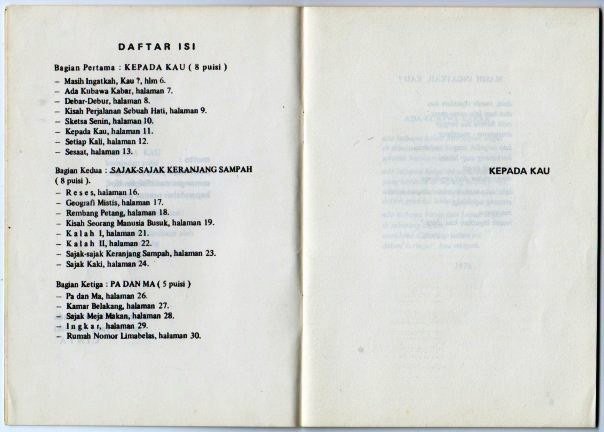 DAFTAR ISI
Bagian Pertama : KEPADA KAU ( 8 puisi )
– Masih Ingatkah, Kau ?, hlm 6.
– Ada Kubawa Kabar, halaman 7.
– Debar-Debur, halaman 8.
– Kisah Perjalanan Sebuah Hati, halaman 9.
– Sketsa Senin, halaman 10.
– Kepada Kau, halaman 11.
– Setiap Kali, halaman 12.
– Sesaat, halaman 13.
Bagian Kedua : SAJAK-SAJAK KERANJANG SAMPAH
( 8 puisi ).
– R e s e s, halaman 16.
– Geografi Mistis, halaman 17.
– Rembang Petang, halaman 18.
– Kisah Seorang Manusia Busuk, halaman 19.
– K a l a h I, halaman 21.
– K a l a h II, halaman 22.
– Sajak-sajak Keranjang Sampah, halaman 23.
– Sajak Kaki, halaman 24.
Bagian Ketiga : PA DAN MA ( 5 puisi )
– Pa dan Ma, halaman 26.
– Kamar Belakang, halaman 27.
– Sajak Meja Makan, halaman 28.
– I n g k a r, halaman 29.
– Rumah Nomor Limabelas, halaman 30.
KEPADA KAU